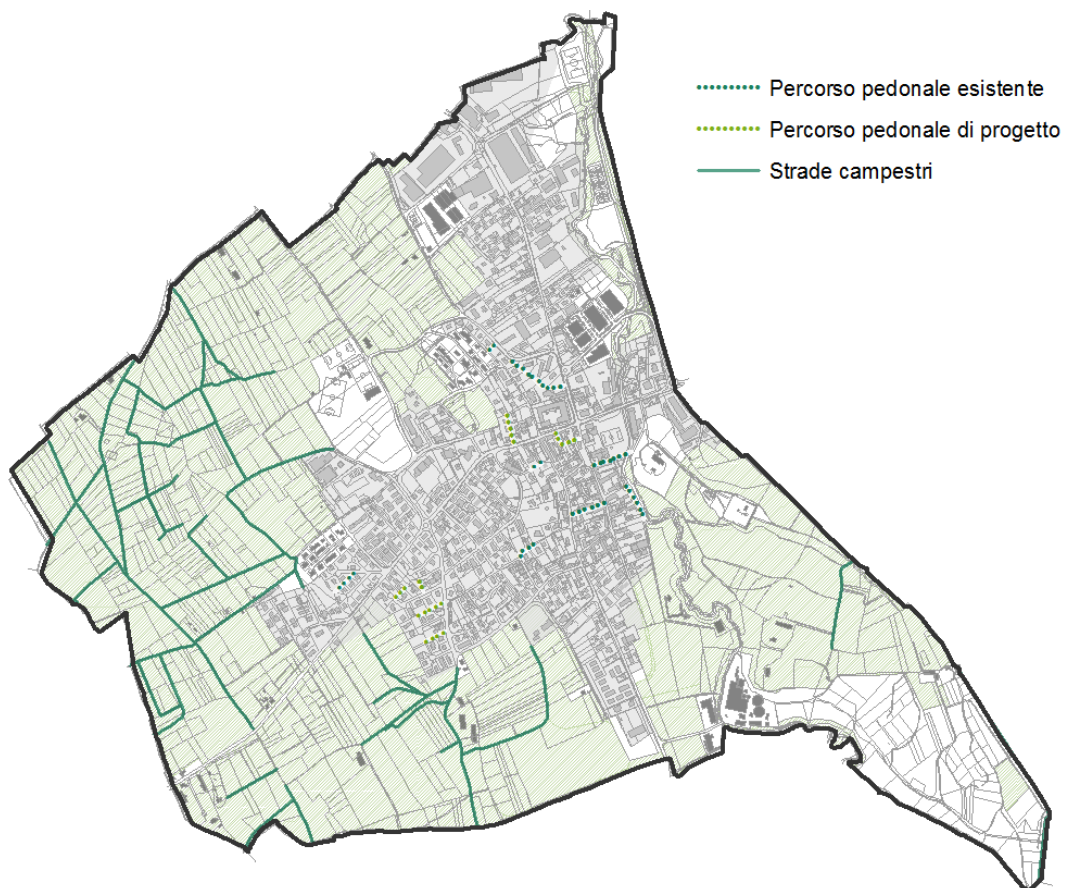 Percorso pedonale esistente
Percorso pedonale di progetto
Strade campestri